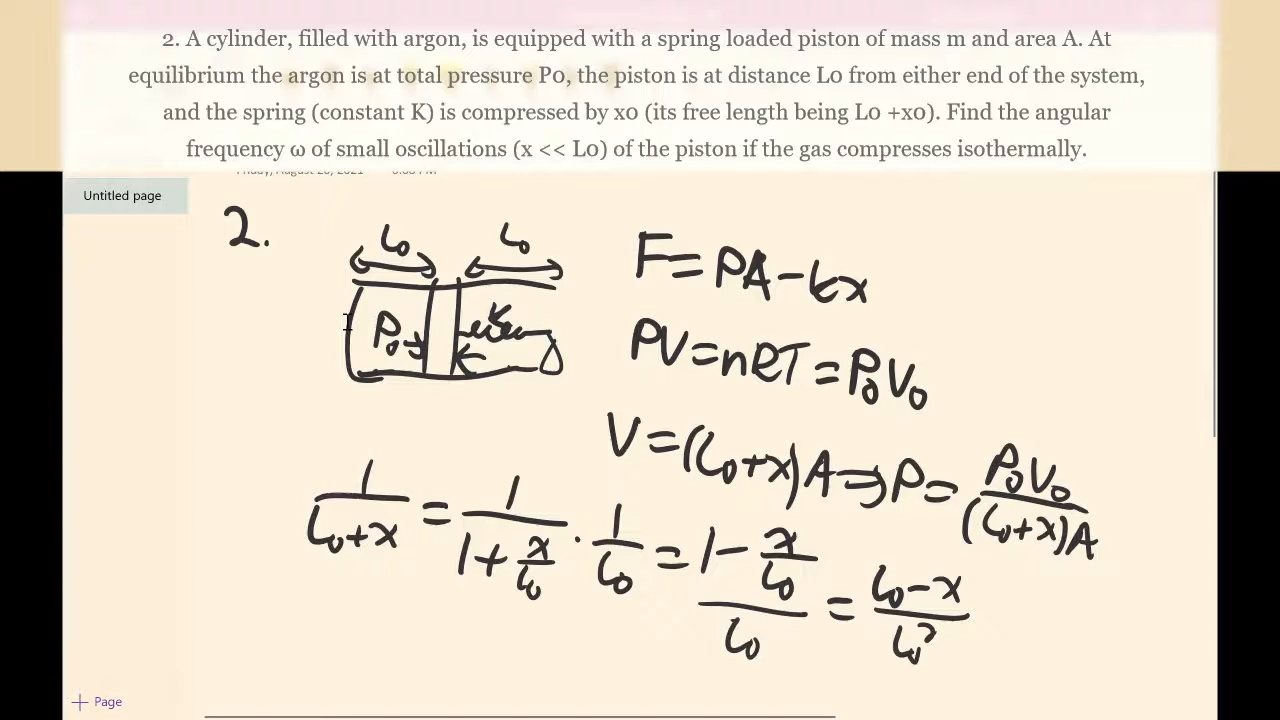 2. A cylinder, filled with argon, is equipped with a spring loaded piston of mass m and area A. At
equilibrium the argon is at total pressure P0, the piston is at distance L0 from either end of the system,
and the spring (constant K) is compressed by x0 (its free length being L0 +x0). Find the angular
frequency ω of small oscillations (x << L0) of the piston if the gas compresses isothermally.
Untitled page
2.
L₀ L₀
P₀ K
F = PA - kx
PV = nRT = P₀V₀
V = (L₀+x)A ⇒ P = P₀V₀ / (L₀+x)A
1/(L₀+x) = 1/(1+x/L₀) · 1/L₀ = (1 - x/L₀)/L₀ = (L₀-x)/L₀²
Page